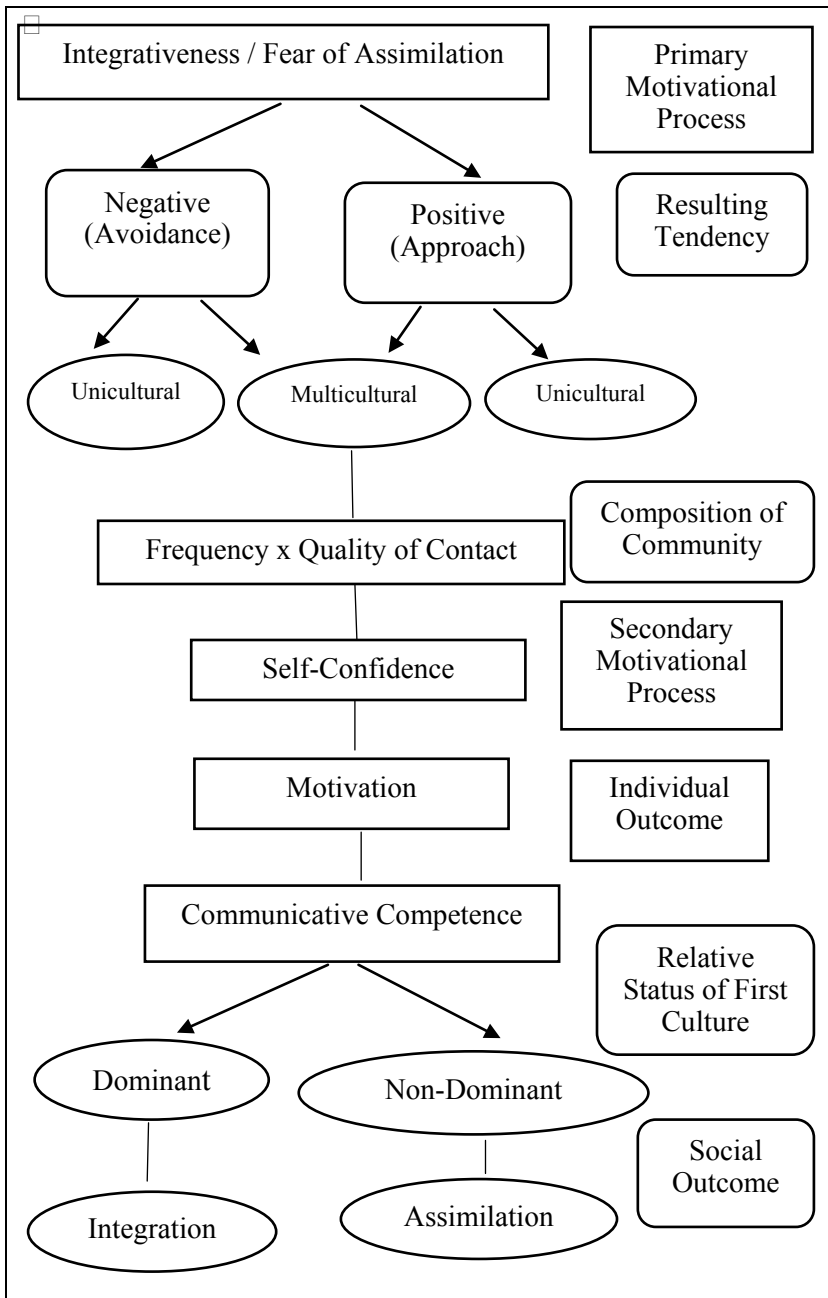 Integrativeness / Fear of Assimilation
Primary
Motivational
Process
Negative
(Avoidance)
Positive
(Approach)
Resulting
Tendency
Unicultural
Multicultural
Unicultural
Composition of
Community
Frequency x Quality of Contact
Secondary
Motivational
Process
Self-Confidence
Motivation
Individual
Outcome
Communicative Competence
Relative
Status of First
Culture
Dominant
Non-Dominant
Social
Outcome
Integration
Assimilation